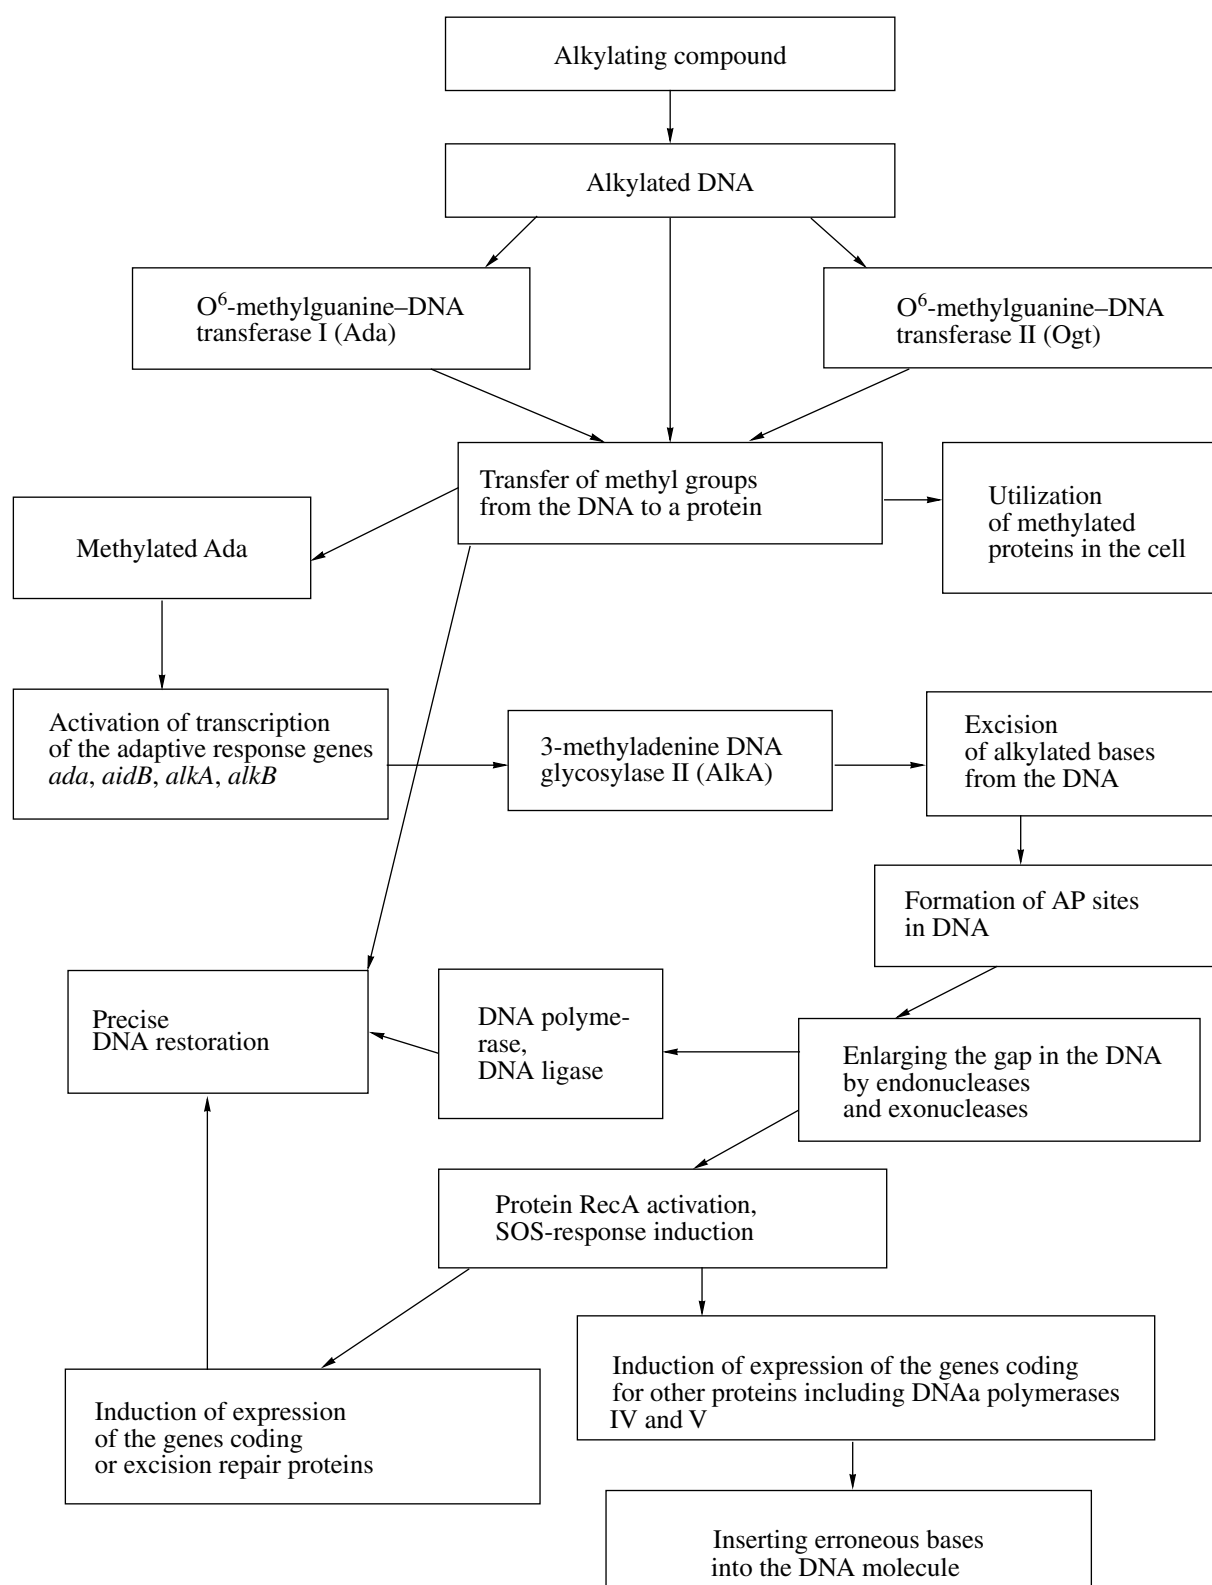 Alkylating compound
Alkylated DNA
O⁶-methylguanine–DNA
transferase I (Ada)
O⁶-methylguanine–DNA
transferase II (Ogt)
Transfer of methyl groups
from the DNA to a protein
Utilization
of methylated
proteins in the cell
Methylated Ada
Activation of transcription
of the adaptive response genes
ada, aidB, alkA, alkB
3-methyladenine DNA
glycosylase II (AlkA)
Excision
of alkylated bases
from the DNA
Formation of AP sites
in DNA
Precise
DNA restoration
DNA polyme-
rase,
DNA ligase
Enlarging the gap in the DNA
by endonucleases
and exonucleases
Protein RecA activation,
SOS-response induction
Induction of expression of the genes coding
for other proteins including DNAa polymerases
IV and V
Induction of expression
of the genes coding
or excision repair proteins
Inserting erroneous bases
into the DNA molecule